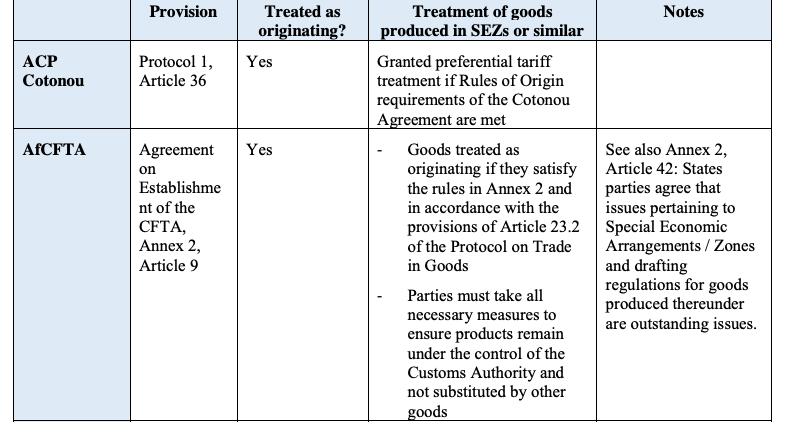 Provision
Treated as
originating?
Treatment of goods
produced in SEZs or similar
Notes
ACP
Cotonou
Protocol 1,
Article 36
Yes
Granted preferential tariff
treatment if Rules of Origin
requirements of the Cotonou
Agreement are met
AfCFTA
Agreement
on
Establishme
nt of the
CFTA,
Annex 2,
Article 9
Yes
- Goods treated as
originating if they satisfy
the rules in Annex 2 and
in accordance with the
provisions of Article 23.2
of the Protocol on Trade
in Goods
- Parties must take all
necessary measures to
ensure products remain
under the control of the
Customs Authority and
not substituted by other
goods
See also Annex 2,
Article 42: States
parties agree that
issues pertaining to
Special Economic
Arrangements / Zones
and drafting
regulations for goods
produced thereunder
are outstanding issues.